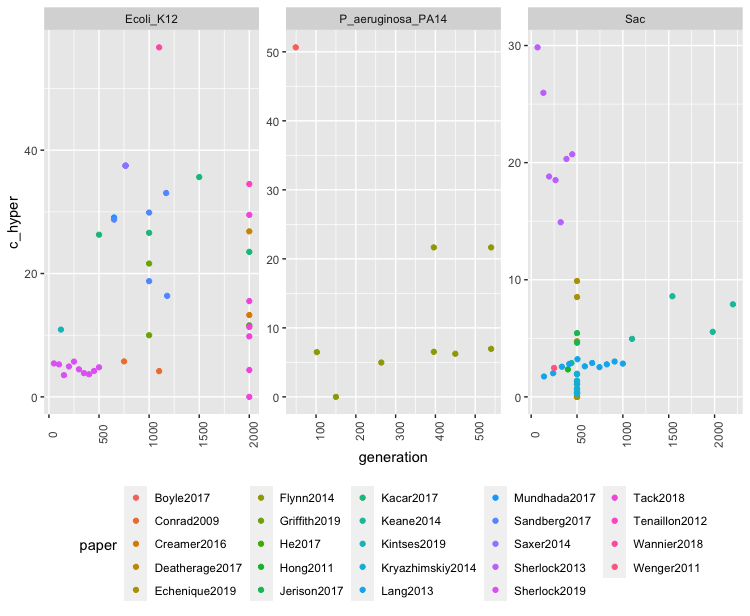 Ecoli_K12 P_aeruginosa_PA14 Sac
c_hyper
40
20
0
50
40
30
20
10
0
30
20
10
0
0 500 1000 1500 2000
100 200 300 400 500
0 500 1000 1500 2000
generation
paper
Boyle2017 Flynn2014 Kacar2017 Mundhada2017 Tack2018
Conrad2009 Griffith2019 Keane2014 Sandberg2017 Tenaillon2012
Creamer2016 He2017 Kintses2019 Saxer2014 Wannier2018
Deatherage2017 Hong2011 Kryazhimskiy2014 Sherlock2013 Wenger2011
Echenique2019 Jerison2017 Lang2013 Sherlock2019